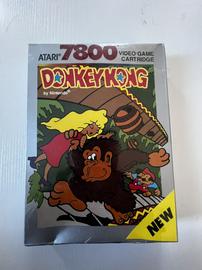 ATARI 7800 VIDEO GAME
CARTRIDGE
DONKEY KONG
by Nintendo
NEW